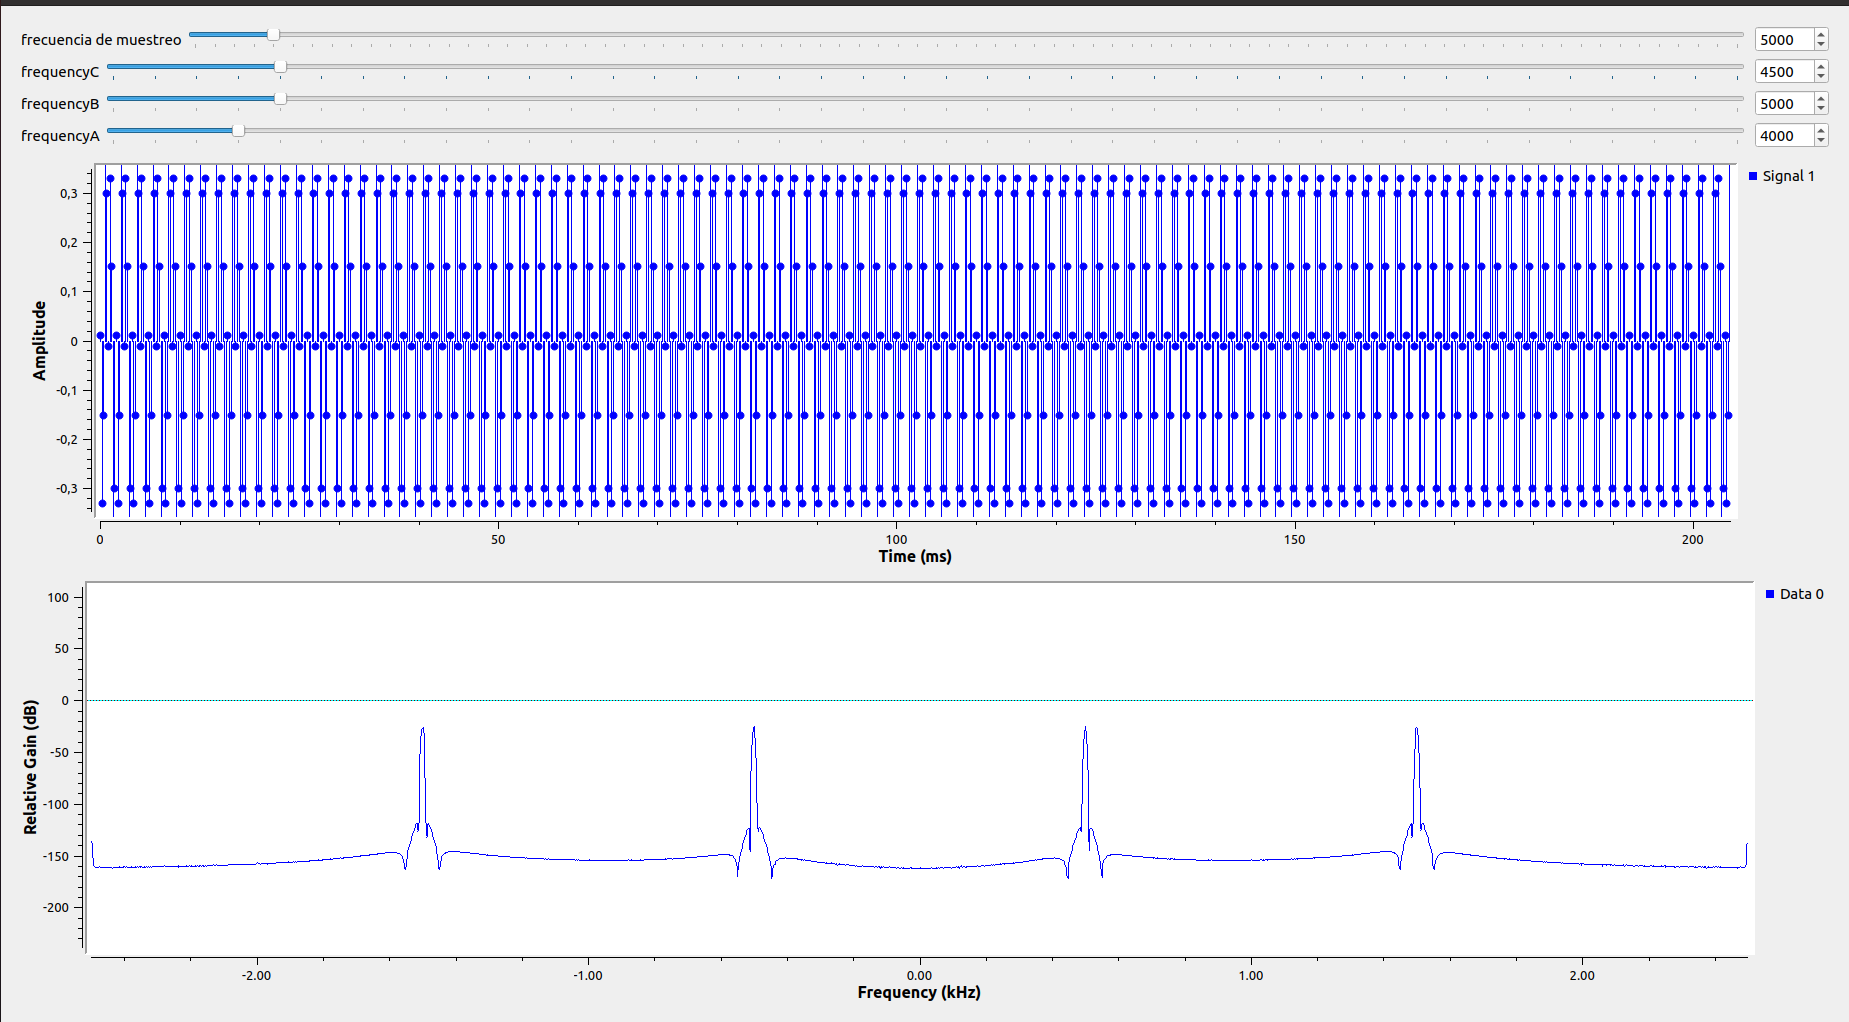 frecuencia de muestreo 5000
frequencyC 4500
frequencyB 5000
frequencyA 4000
Signal 1
0,3
0,2
0,1
0
-0,1
-0,2
-0,3
Amplitude
0 50 100 150 200
Time (ms)
Data 0
100
50
0
-50
-100
-150
-200
Relative Gain (dB)
-2.00 -1.00 0.00 1.00 2.00
Frequency (kHz)